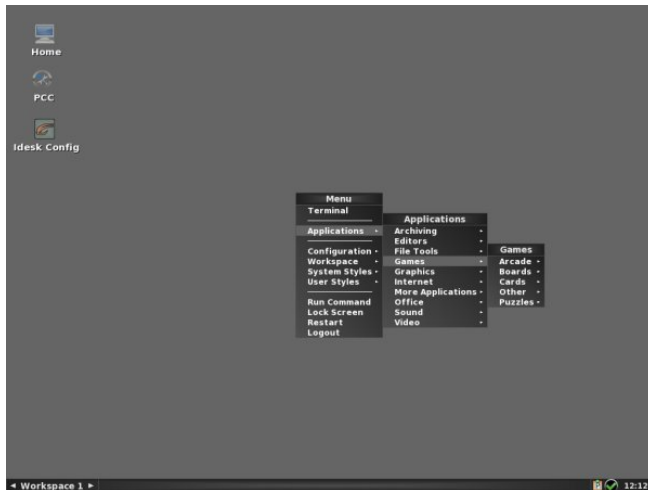 Home
PCC
Idesk Config
Menu
Terminal
Applications
Configuration
Workspace
System Styles
User Styles
Run Command
Lock Screen
Restart
Logout
Applications
Archiving
Editors
File Tools
Games
Graphics
Internet
More Applications
Office
Sound
Video
Games
Arcade
Boards
Cards
Other
Puzzles
Workspace 1
12:12